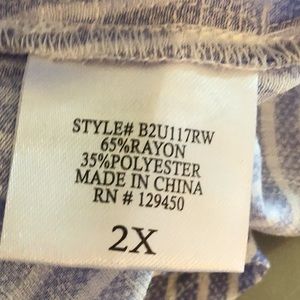 STYLE# B2U117RW
65%RAYON
35%POLYESTER
MADE IN CHINA
RN # 129450
2X